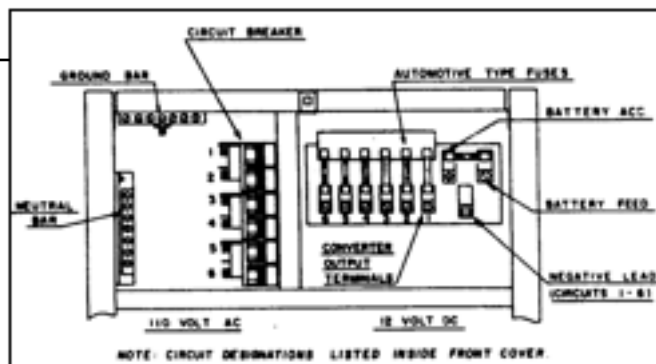 CIRCUIT BREAKER
GROUND BAR
AUTOMOTIVE TYPE FUSES
BATTERY ACC
NEUTRAL
BAR
1
2
3
4
5
6
BATTERY FEED
CONVERTER
OUTPUT
TERMINALS
NEGATIVE LEAD
(CIRCUITS 1-6)
110 VOLT AC
12 VOLT DC
NOTE: CIRCUIT DESIGNATIONS LISTED INSIDE FRONT COVER.